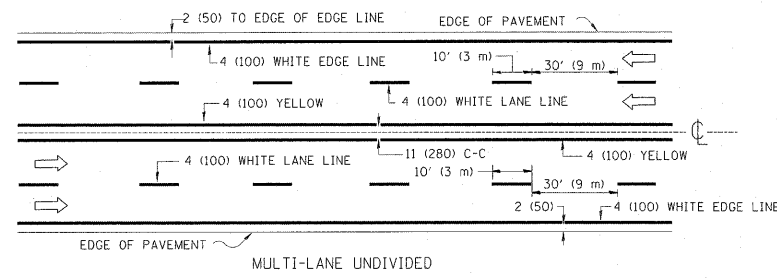 2 (50) TO EDGE OF EDGE LINE
EDGE OF PAVEMENT
4 (100) WHITE EDGE LINE
10' (3 m)
30' (9 m)
4 (100) YELLOW
4 (100) WHITE LANE LINE
℄
4 (100) WHITE LANE LINE
11 (280) C-C
4 (100) YELLOW
10' (3 m)
30' (9 m)
2 (50)
4 (100) WHITE EDGE LINE
EDGE OF PAVEMENT
MULTI-LANE UNDIVIDED